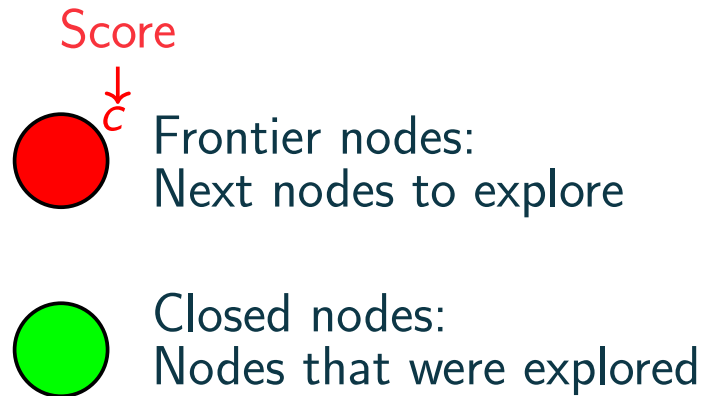 Score
c
Frontier nodes:
Next nodes to explore
Closed nodes:
Nodes that were explored